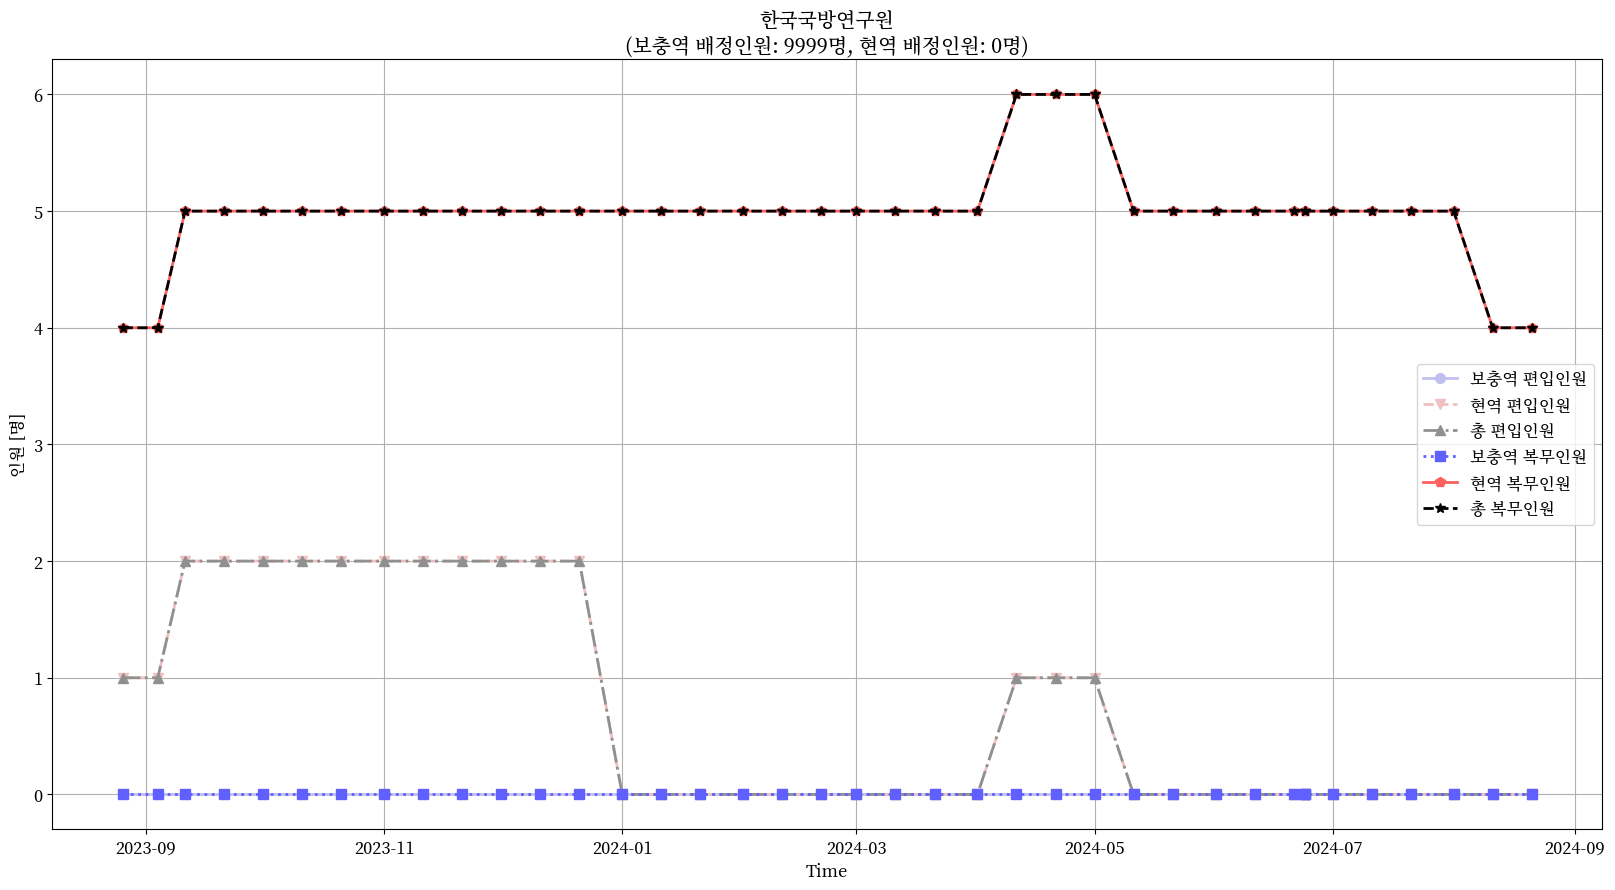 한국국방연구원
(보충역 배정인원: 9999명, 현역 배정인원: 0명)
인원 [명]
6
5
4
3
2
1
0
보충역 편입인원
현역 편입인원
총 편입인원
보충역 복무인원
현역 복무인원
총 복무인원
2023-09
2023-11
2024-01
2024-03
2024-05
2024-07
2024-09
Time